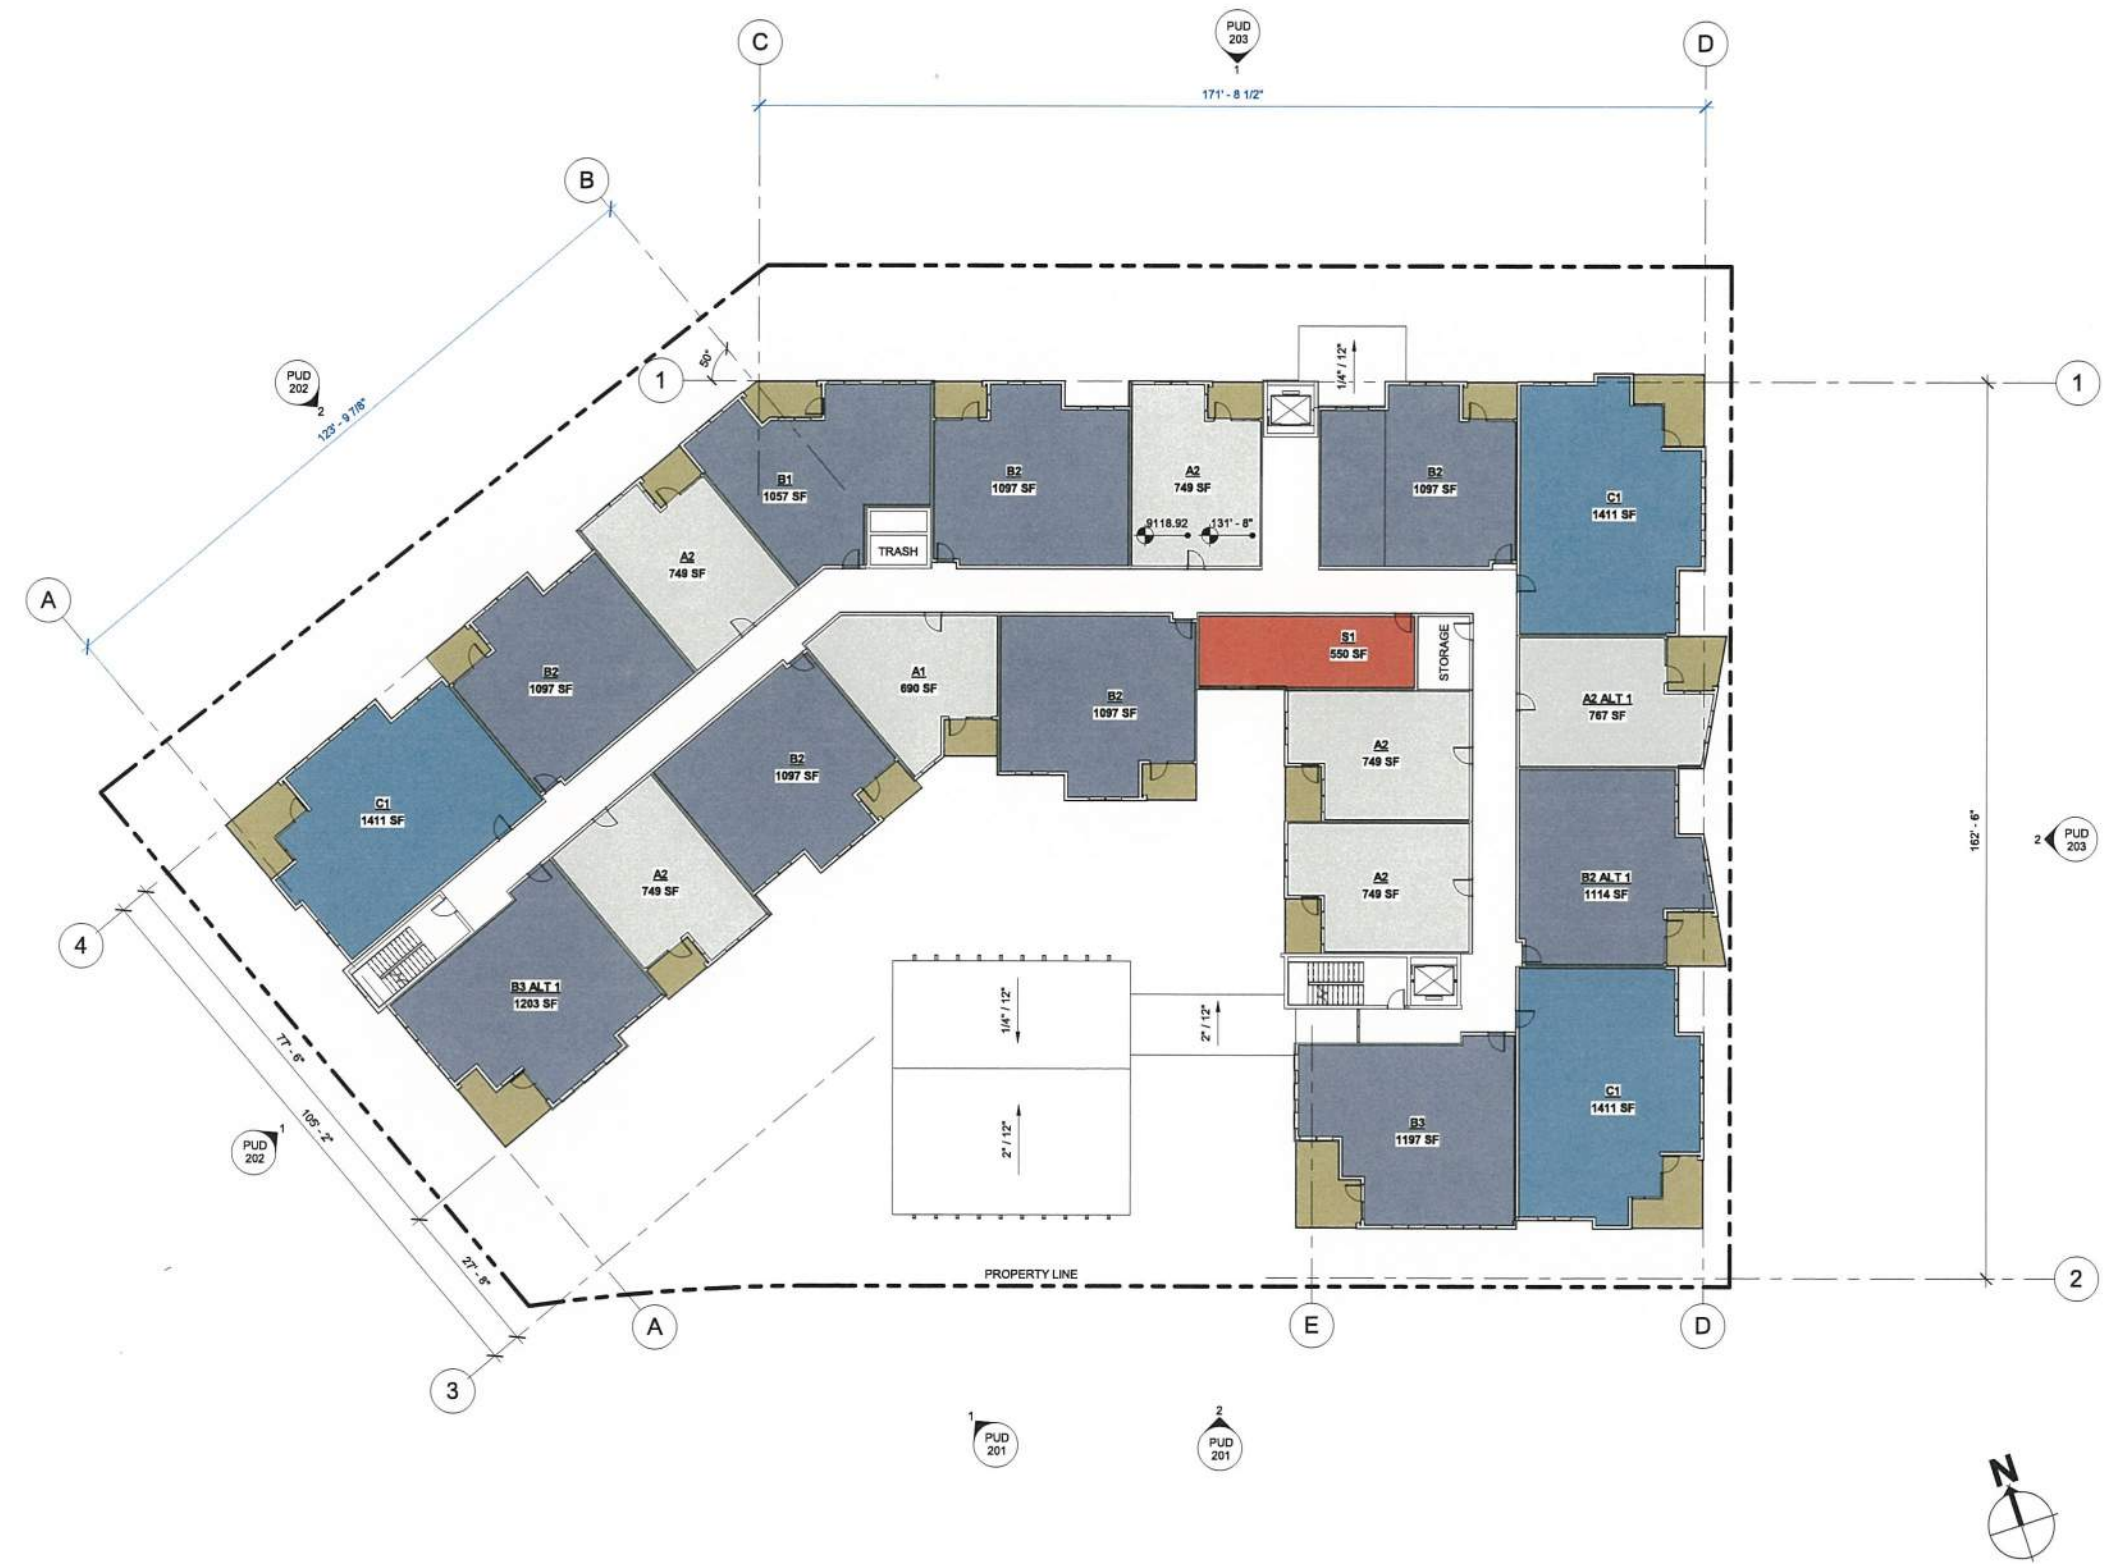 C
PUD
203
1
D
171' - 8 1/2"
B
123' - 9 7/8"
A
PUD
202
2
50°
1
1/4" / 12"
1
B1
1057 SF
B2
1097 SF
A2
749 SF
9118.92
131' - 8"
B2
1097 SF
C1
1411 SF
TRASH
A2
749 SF
B2
1097 SF
C1
1411 SF
A1
690 SF
B2
1097 SF
S1
550 SF
STORAGE
A2 ALT 1
767 SF
B2
1097 SF
A2
749 SF
A2
749 SF
A2
749 SF
B2 ALT 1
1114 SF
162' - 6"
2
PUD
203
4
B3 ALT 1
1203 SF
1/4" / 12"
2" / 12"
2" / 12"
77' - 6"
105' - 2"
27' - 8"
1
PUD
202
B3
1197 SF
C1
1411 SF
PROPERTY LINE
2
A
E
D
3
1
PUD
201
2
PUD
201
N